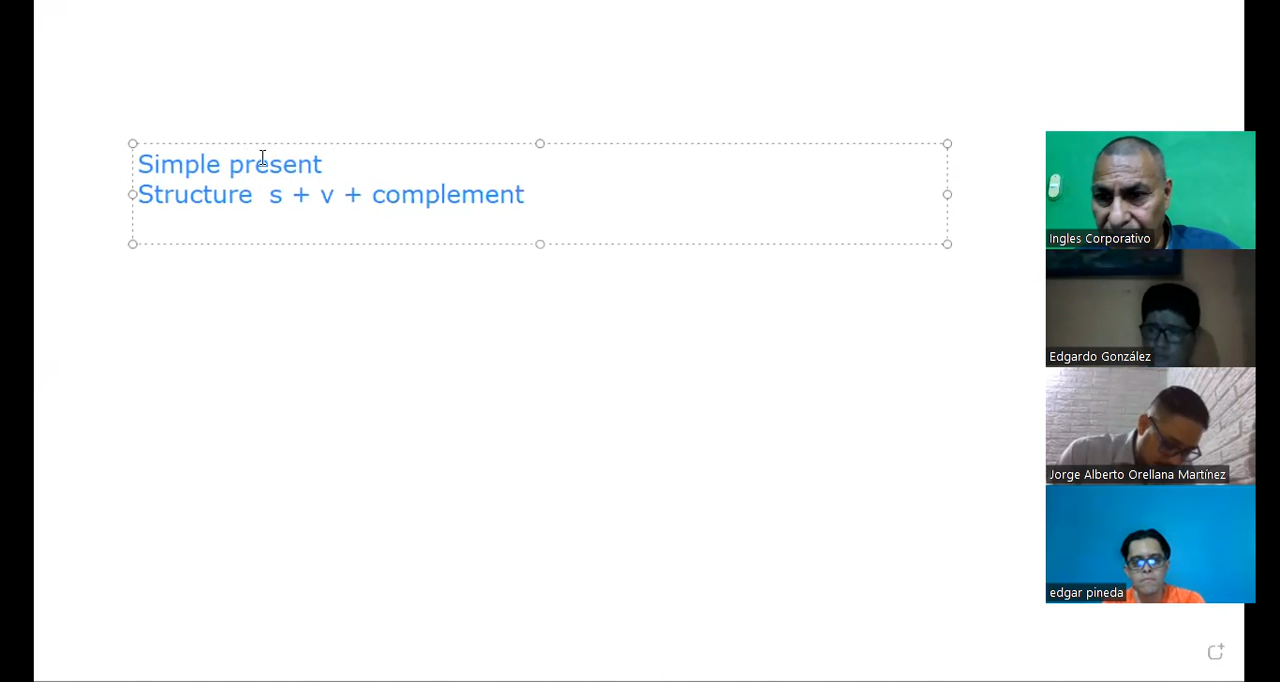 Simple present
Structure  s + v + complement
Ingles Corporativo
Edgardo González
Jorge Alberto Orellana Martínez
edgar pineda